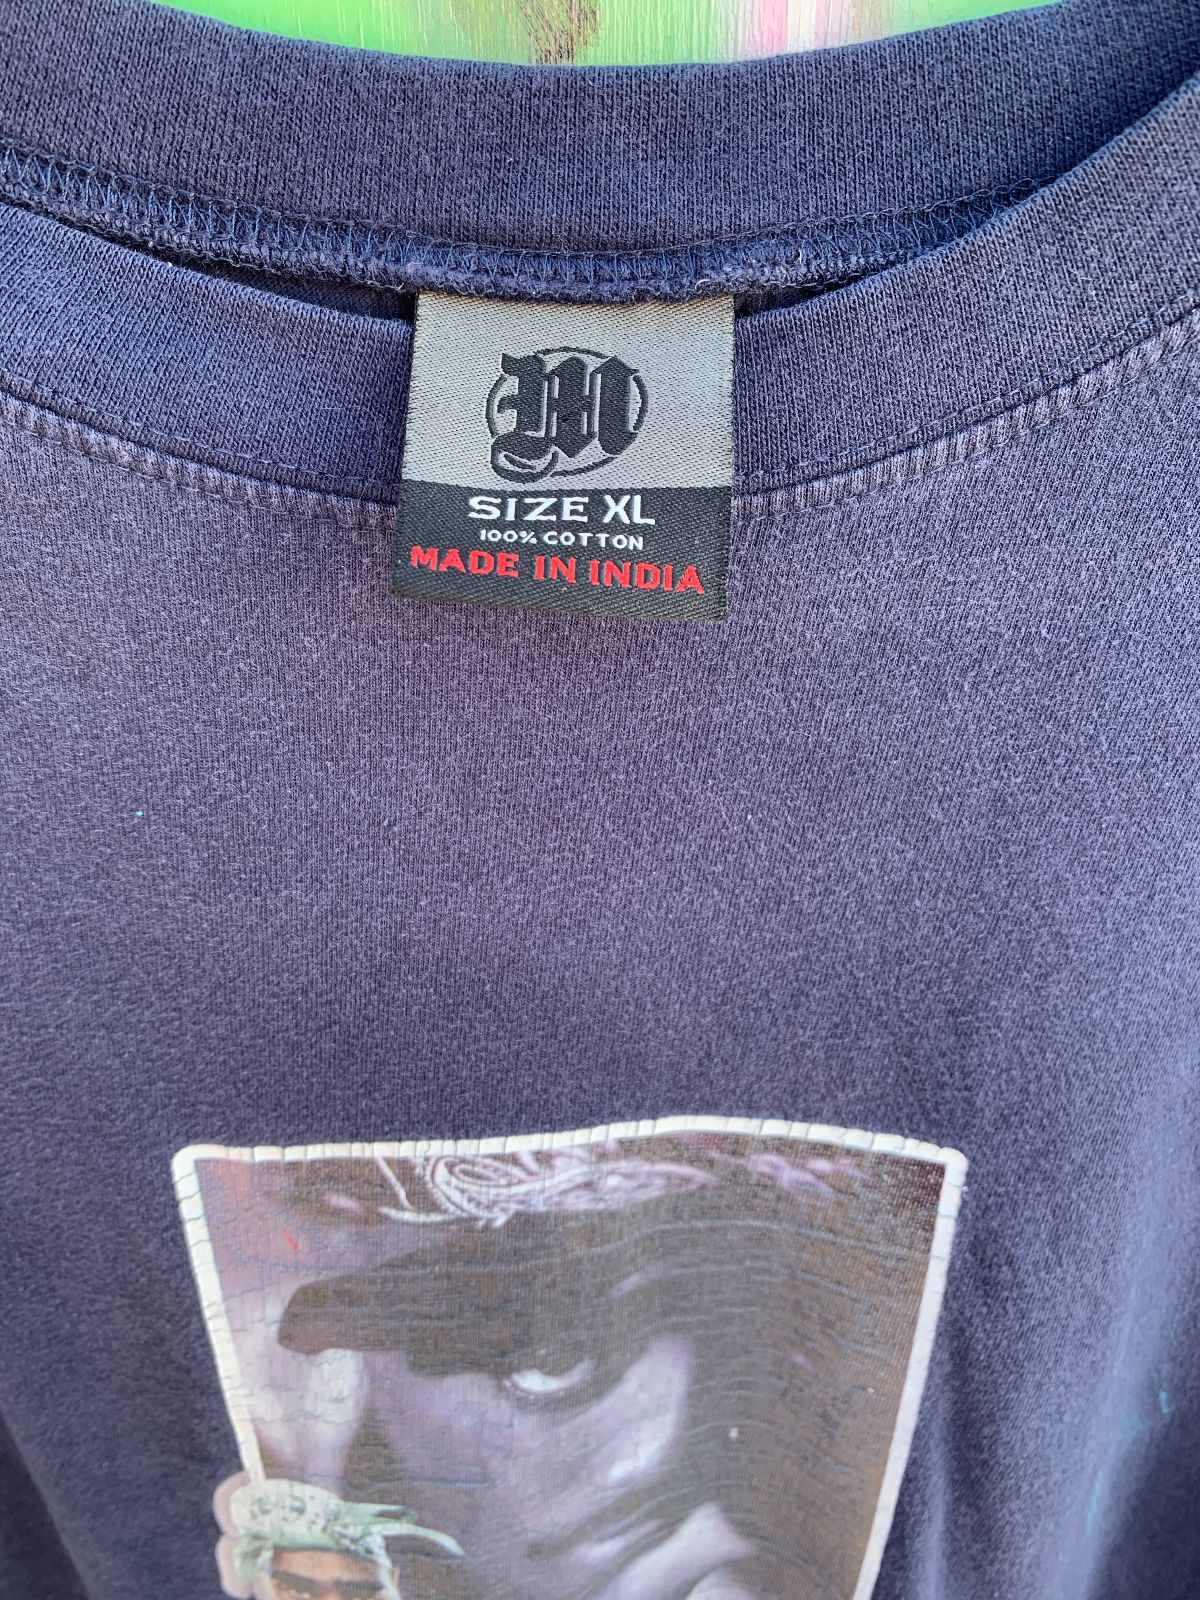 M
SIZE XL
100% COTTON
MADE IN INDIA